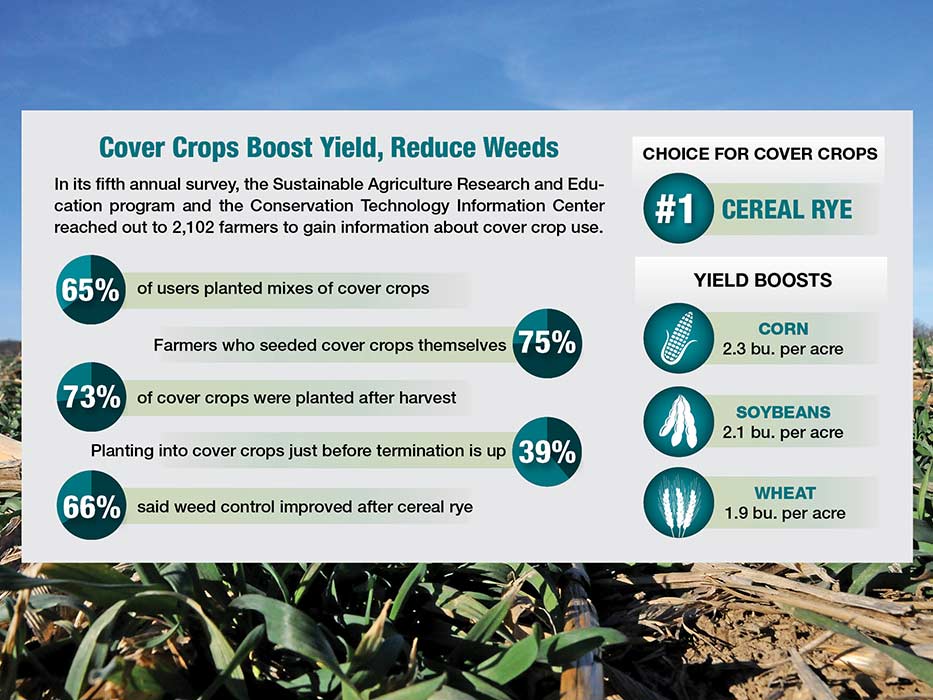 Cover Crops Boost Yield, Reduce Weeds
In its fifth annual survey, the Sustainable Agriculture Research and Edu-
cation program and the Conservation Technology Information Center
reached out to 2,102 farmers to gain information about cover crop use.
65% of users planted mixes of cover crops
Farmers who seeded cover crops themselves 75%
73% of cover crops were planted after harvest
Planting into cover crops just before termination is up 39%
66% said weed control improved after cereal rye
CHOICE FOR COVER CROPS
#1 CEREAL RYE
YIELD BOOSTS
CORN
2.3 bu. per acre
SOYBEANS
2.1 bu. per acre
WHEAT
1.9 bu. per acre